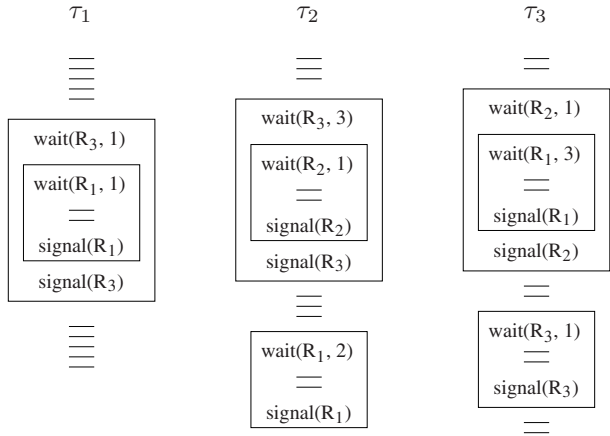 τ₁
wait(R₃, 1)
wait(R₁, 1)
signal(R₁)
signal(R₃)
τ₂
wait(R₃, 3)
wait(R₂, 1)
signal(R₂)
signal(R₃)
wait(R₁, 2)
signal(R₁)
τ₃
wait(R₂, 1)
wait(R₁, 3)
signal(R₁)
signal(R₂)
wait(R₃, 1)
signal(R₃)